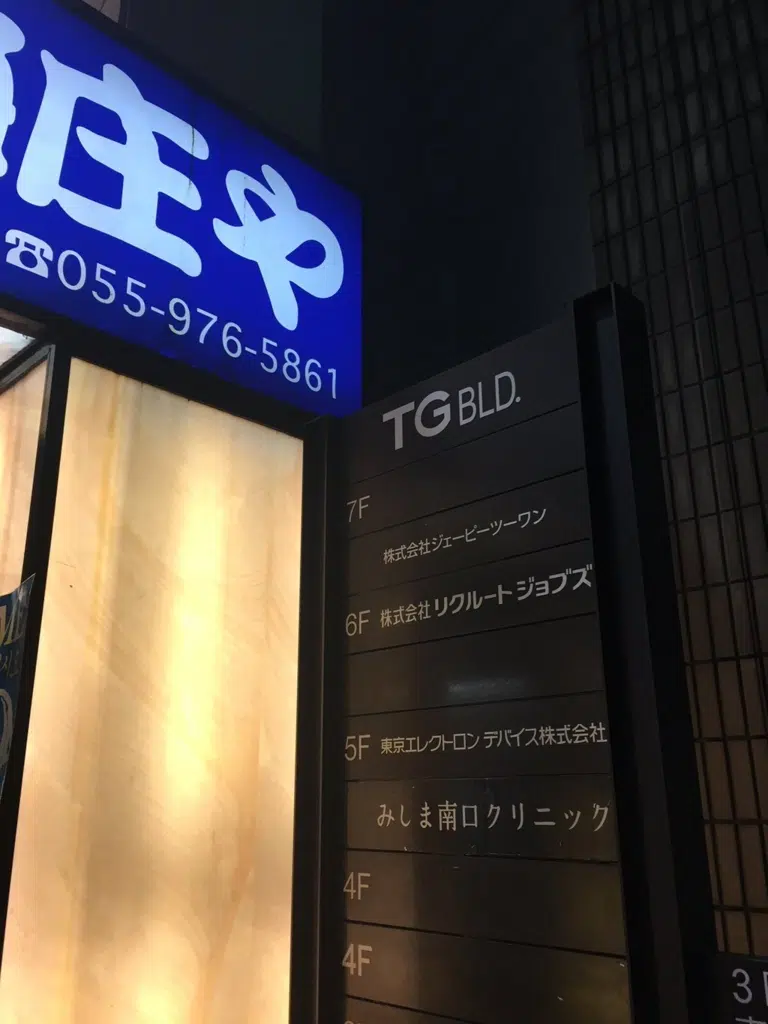 庄や
☎055-976-5861
TG BLD.
7F
株式会社ジェーピーツーワン
6F 株式会社リクルートジョブズ
5F 東京エレクトロン デバイス株式会社
みしま南口クリニック
4F
4F
3